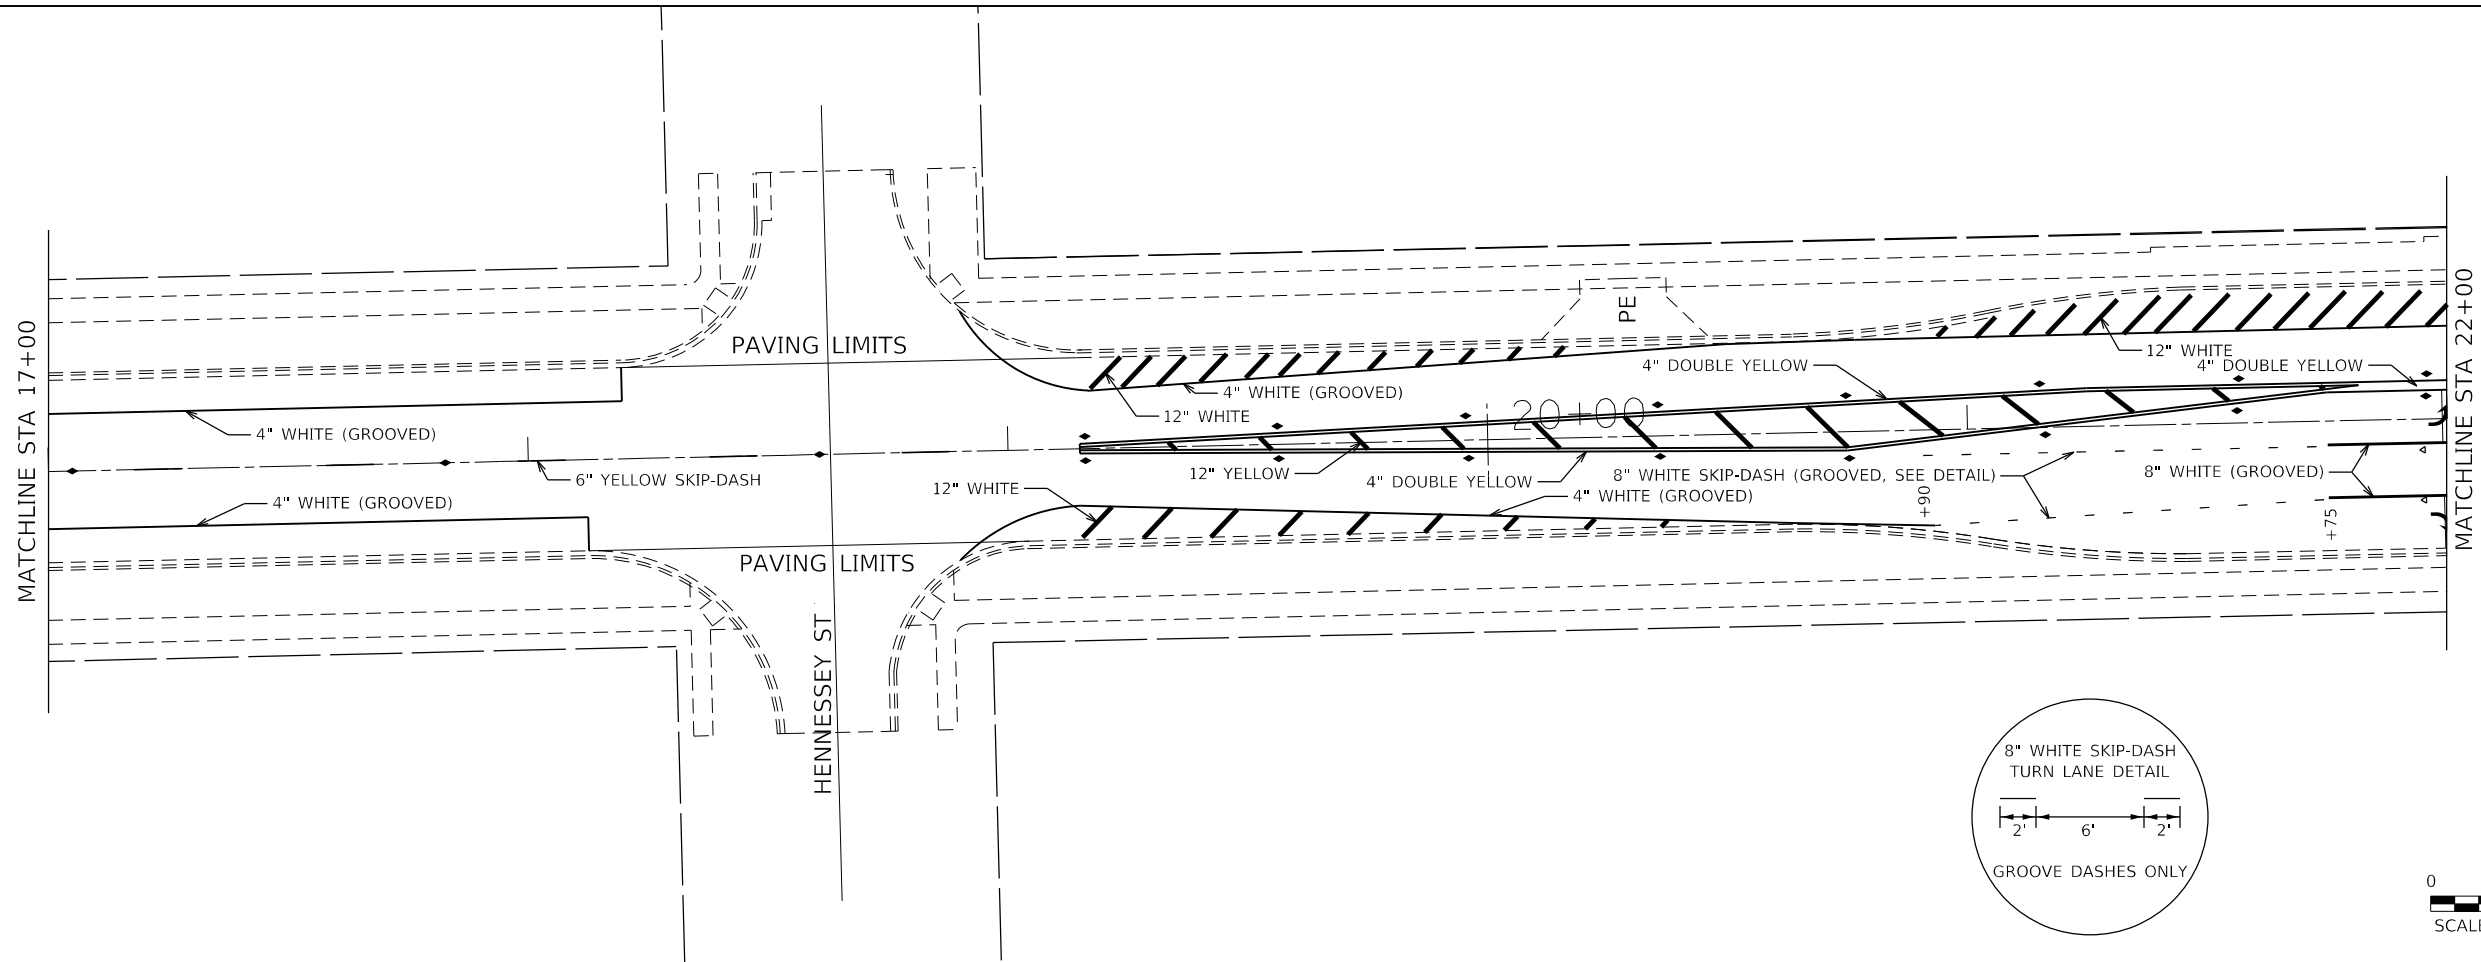 MATCHLINE STA 17+00
PAVING LIMITS
4" WHITE (GROOVED)
6" YELLOW SKIP-DASH
4" WHITE (GROOVED)
PAVING LIMITS
HENNESSEY ST
4" WHITE (GROOVED)
12" WHITE
12" WHITE
PE
20+00
4" DOUBLE YELLOW
12" WHITE
4" DOUBLE YELLOW
12" YELLOW
4" DOUBLE YELLOW
8" WHITE SKIP-DASH (GROOVED, SEE DETAIL)
4" WHITE (GROOVED)
8" WHITE (GROOVED)
+90
+75
MATCHLINE STA 22+00
8" WHITE SKIP-DASH
TURN LANE DETAIL
2' 6' 2'
GROOVE DASHES ONLY
0
SCALE